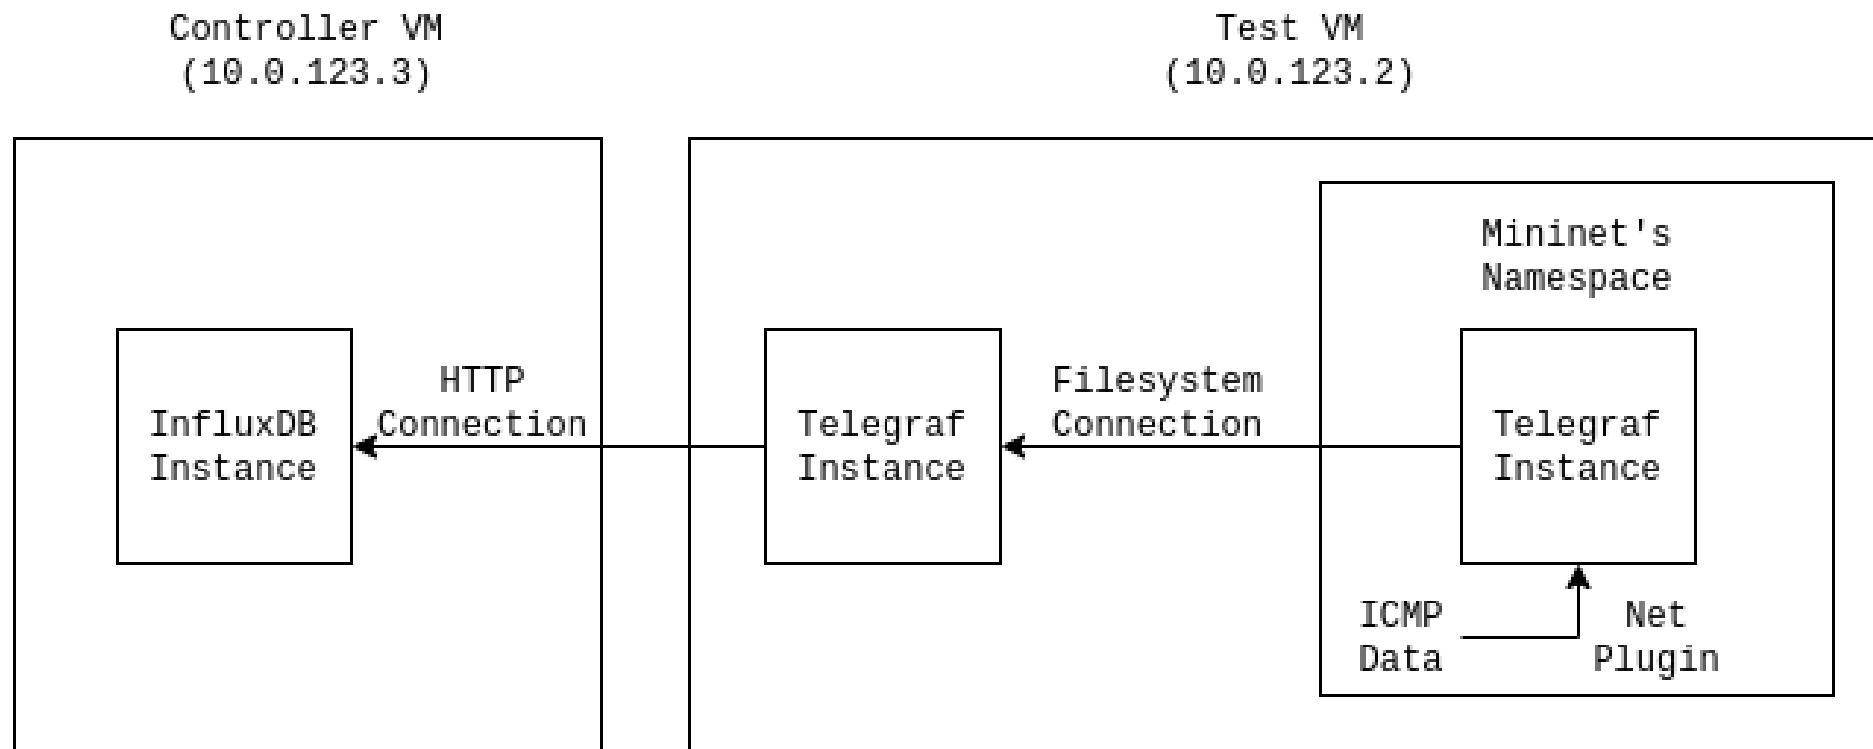 Controller VM
(10.0.123.3)
Test VM
(10.0.123.2)
InfluxDB
Instance
HTTP
Connection
Telegraf
Instance
Filesystem
Connection
Mininet's
Namespace
Telegraf
Instance
ICMP
Data
Net
Plugin